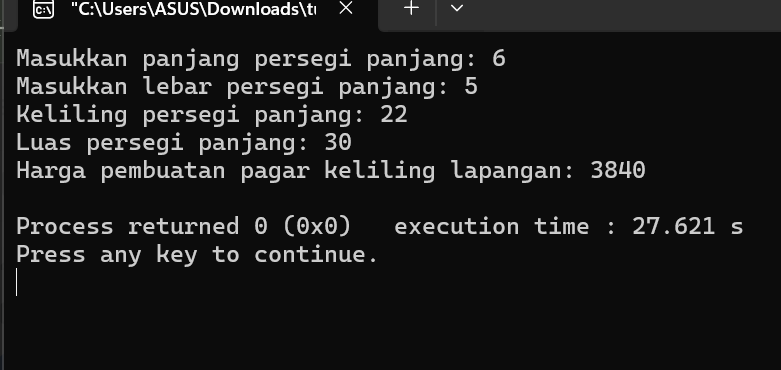 "C:\Users\ASUS\Downloads\tu
Masukkan panjang persegi panjang: 6
Masukkan lebar persegi panjang: 5
Keliling persegi panjang: 22
Luas persegi panjang: 30
Harga pembuatan pagar keliling lapangan: 3840
Process returned 0 (0x0)   execution time : 27.621 s
Press any key to continue.